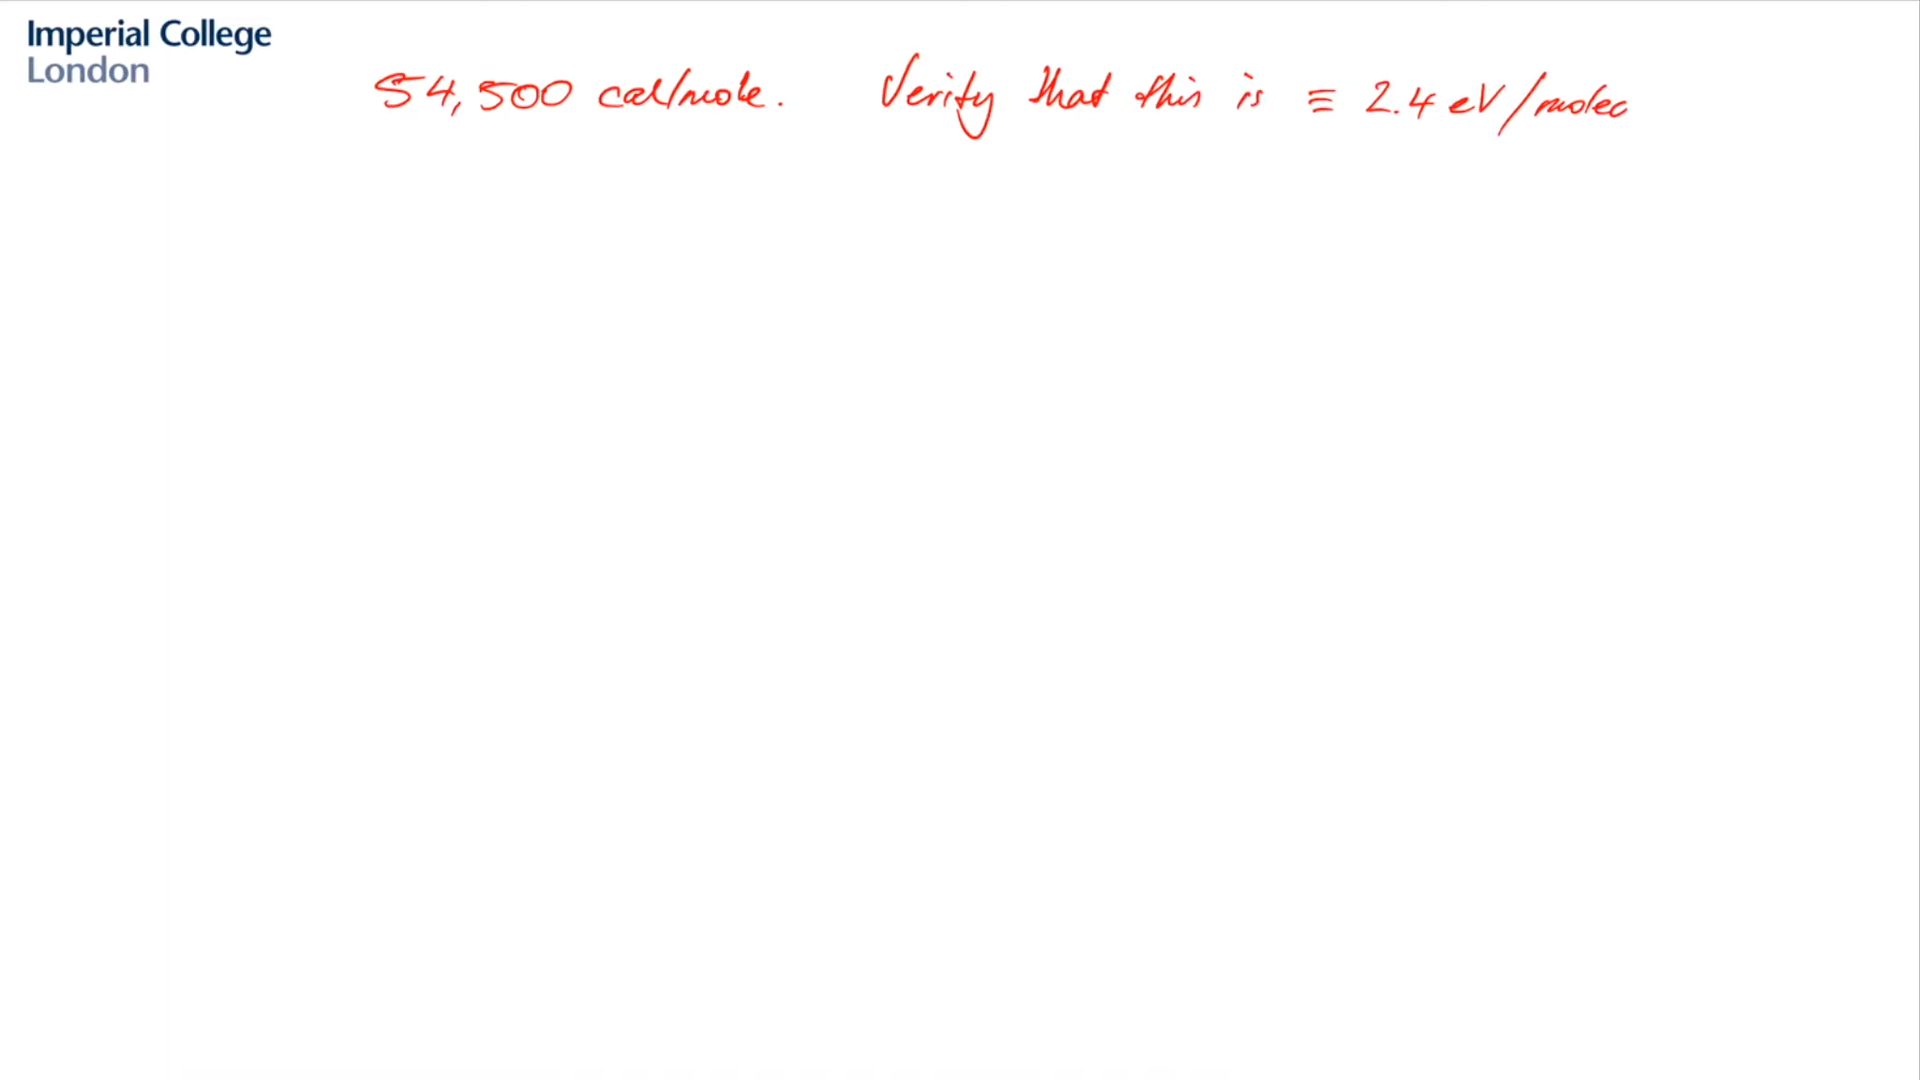 Imperial College
London
54,500 cal/mole. Verify that this is ≡ 2.4 eV/molec